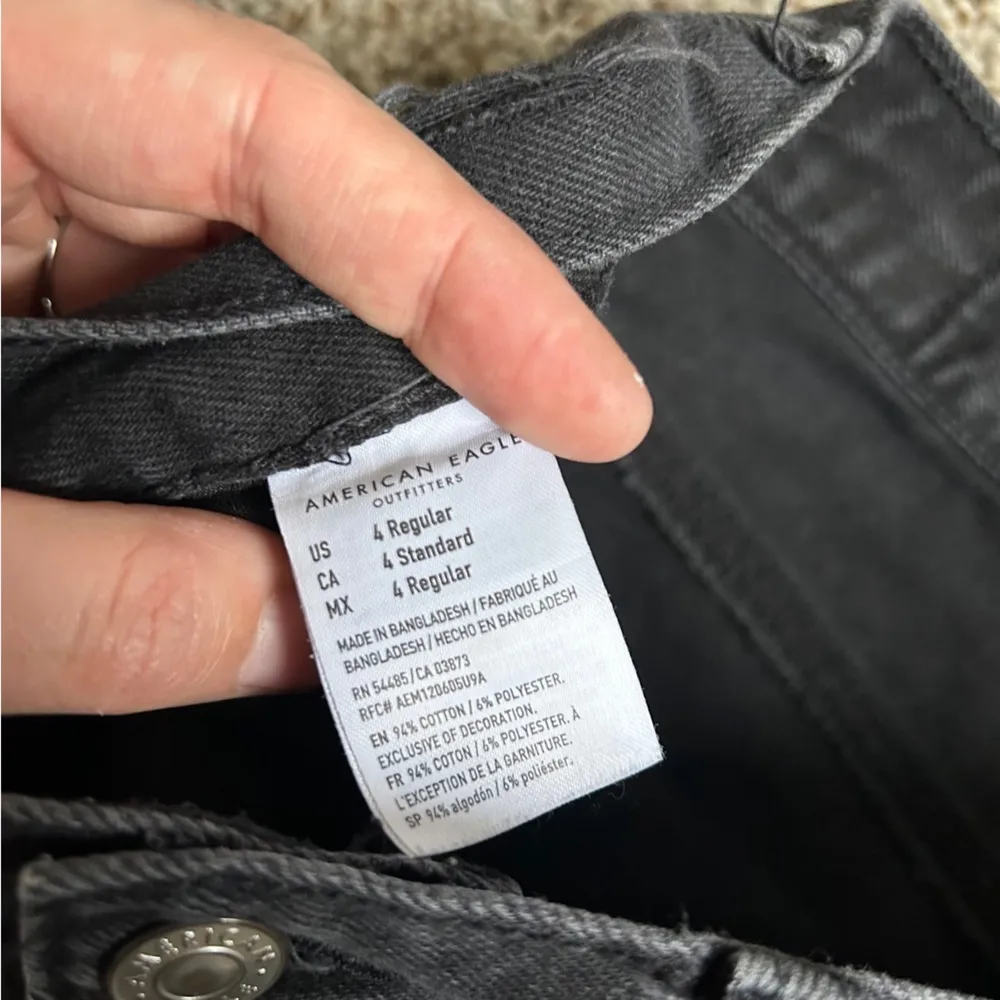 AMERICAN EAGLE
OUTFITTERS
US 4 Regular
CA 4 Standard
MX 4 Regular
MADE IN BANGLADESH / FABRIQUÉ AU
BANGLADESH / HECHO EN BANGLADESH
RN 54485 / CA 03873
RFC# AEM120605U9A
EN 94% COTTON / 6% POLYESTER.
EXCLUSIVE OF DECORATION.
FR 94% COTON / 6% POLYESTER. À
L'EXCEPTION DE LA GARNITURE.
SP 94% algodón / 6% poliéster.
AMERICAN